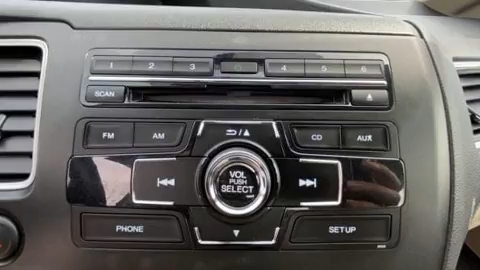 1 2 3 4 5 6
SCAN
FM AM CD AUX
VOL
PUSH
SELECT
PHONE SETUP